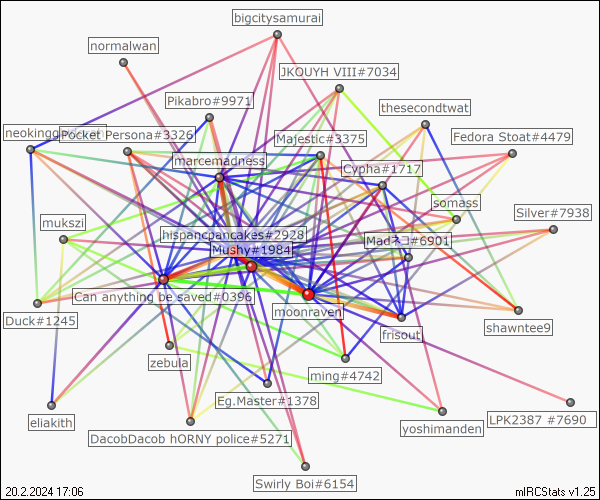 bigcitysamurai
normalwan
JKOUYH VIII#7034
Pikabro#9971
thesecondtwat
neokingg
Pocket Persona#3326
Majestic#3375
Fedora Stoat#4479
marcemadness
Cypha#1717
somass
mukszi
Silver#7938
hispancpancakes#2928
Mushy#1984
Madネコ#6901
Can anything be saved#0396
moonraven
Duck#1245
frisout
shawntee9
zebula
ming#4742
Eg.Master#1378
eliakith
LPK2387 #7690
yoshimanden
DacobDacob hORNY police#5271
Swirly Boi#6154
20.2.2024 17:06
mIRCStats v1.25